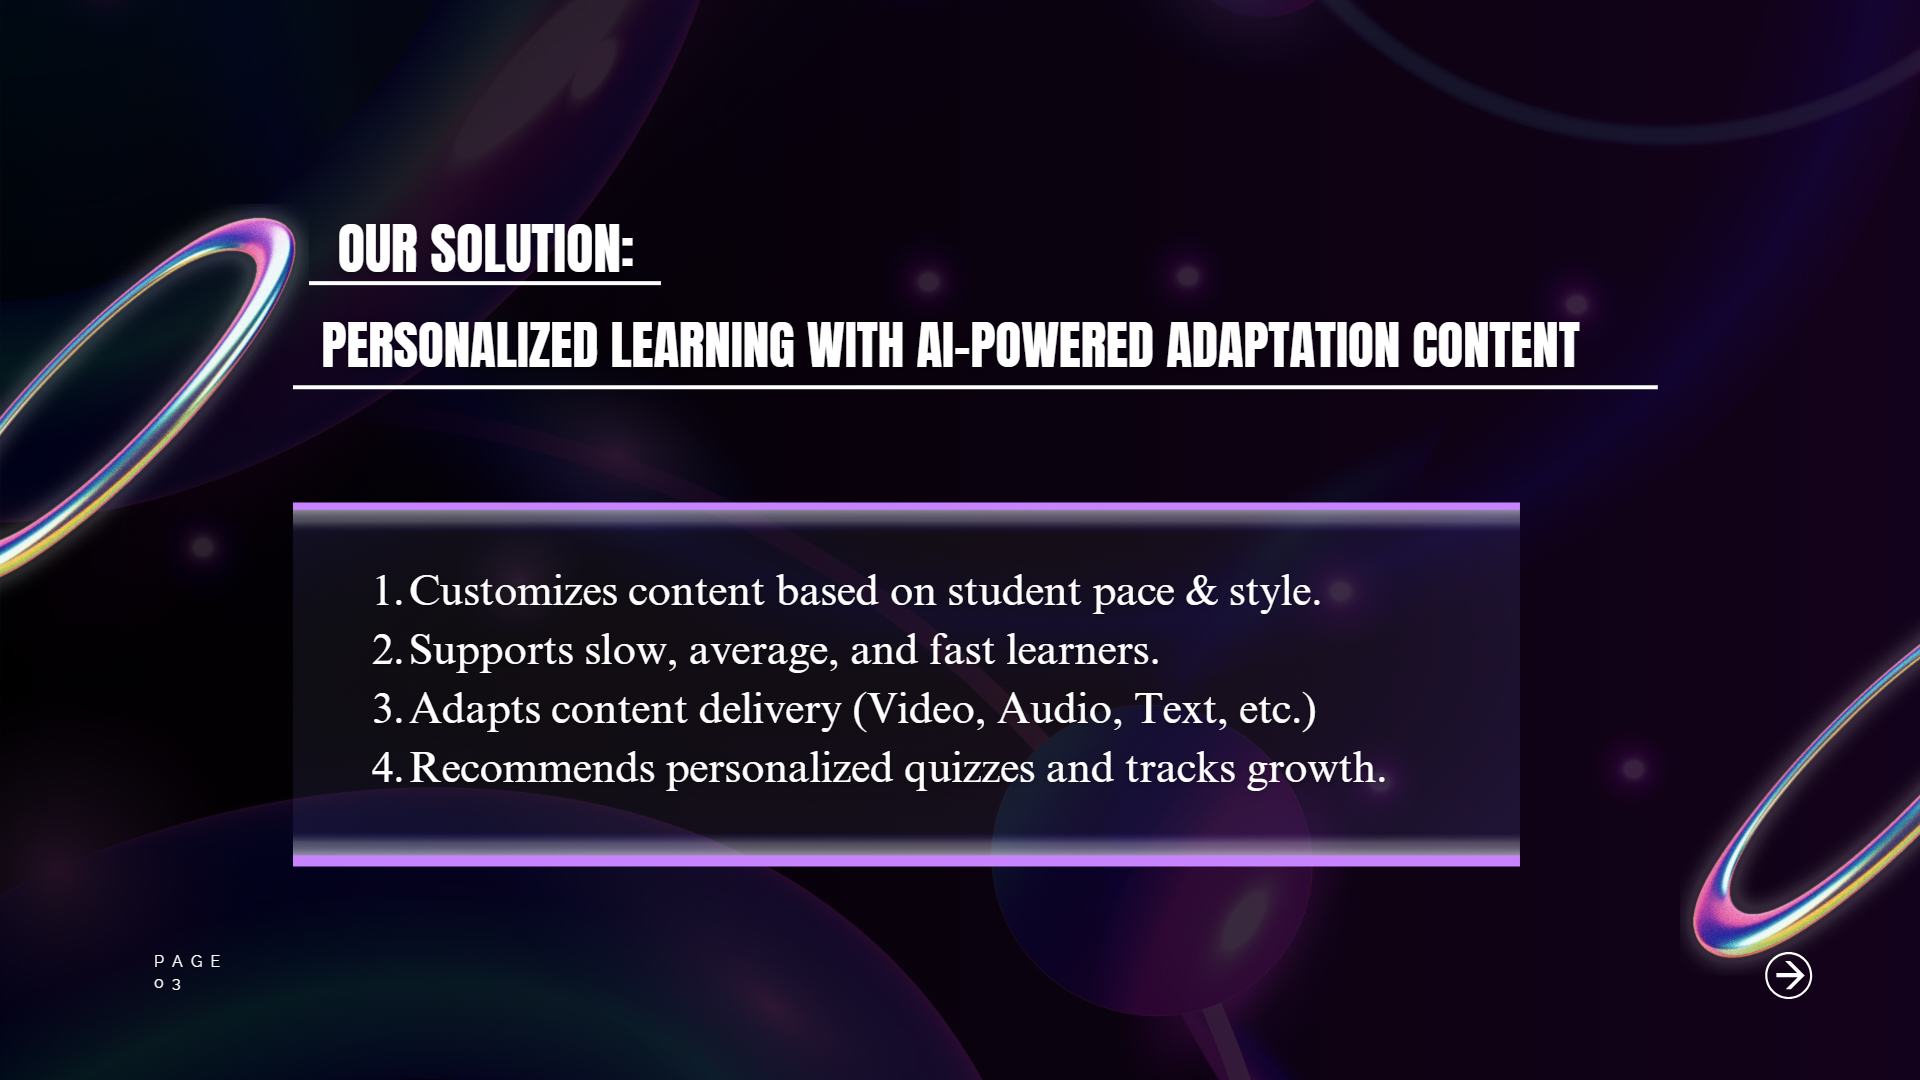 OUR SOLUTION:
PERSONALIZED LEARNING WITH AI-POWERED ADAPTATION CONTENT
1. Customizes content based on student pace & style.
2. Supports slow, average, and fast learners.
3. Adapts content delivery (Video, Audio, Text, etc.)
4. Recommends personalized quizzes and tracks growth.
PAGE
03